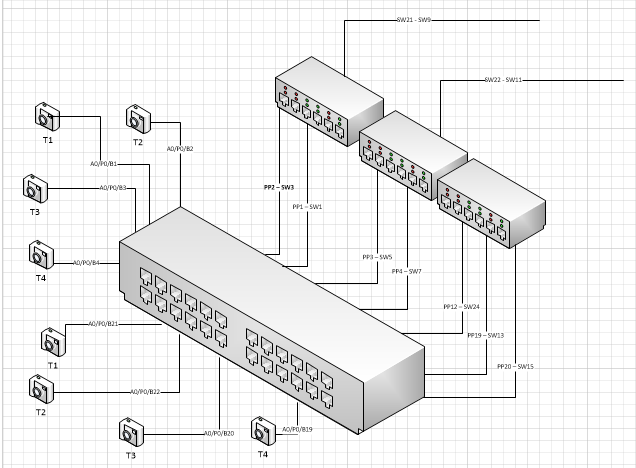 SW21 - SW9
SW22 - SW11
T1
T2
A0/P0/B2
A0/P0/B1
A0/P0/B3
PP2 – SW3
T3
PP1 – SW1
T4
A0/P0/B4
PP3 – SW5
PP4 – SW7
PP12 – SW24
A0/P0/B21
PP19 – SW13
T1
PP20 – SW15
A0/P0/B22
T2
A0/P0/B20
A0/P0/B19
T3
T4